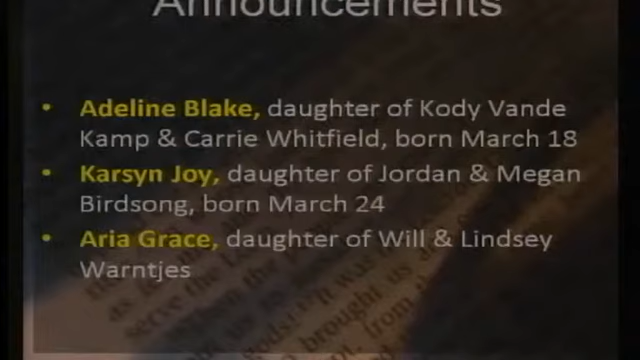 Announcements
• Adeline Blake, daughter of Kody Vande
Kamp & Carrie Whitfield, born March 18
• Karsyn Joy, daughter of Jordan & Megan
Birdsong, born March 24
• Aria Grace, daughter of Will & Lindsey
Warntjes